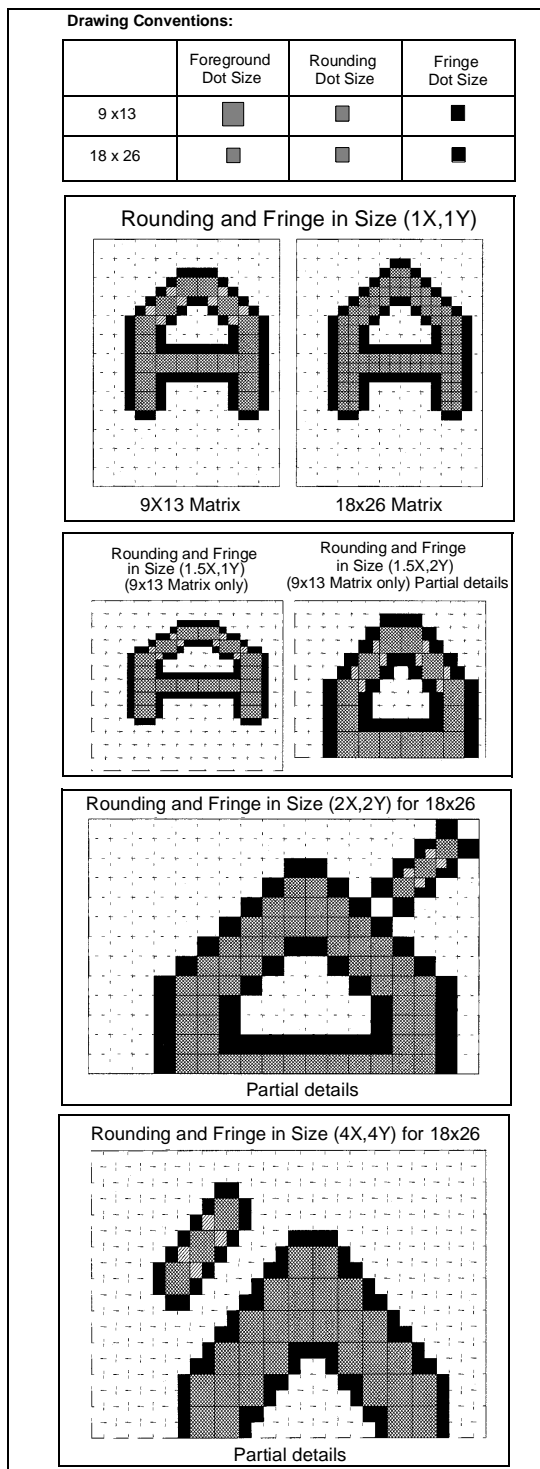 Drawing Conventions:
Foreground Dot Size
Rounding Dot Size
Fringe Dot Size
9 x13
18 x 26
Rounding and Fringe in Size (1X,1Y)
9X13 Matrix
18x26 Matrix
Rounding and Fringe
in Size (1.5X,1Y)
(9x13 Matrix only)
Rounding and Fringe
in Size (1.5X,2Y)
(9x13 Matrix only) Partial details
Rounding and Fringe in Size (2X,2Y) for 18x26
Partial details
Rounding and Fringe in Size (4X,4Y) for 18x26
Partial details